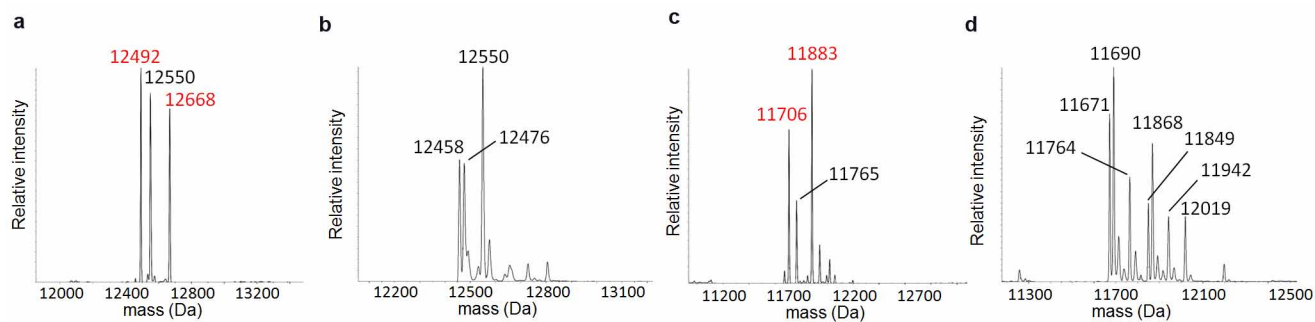 a
Relative intensity
12492
12550
12668
12000 12400 12800 13200
mass (Da)
b
Relative intensity
12550
12458
12476
12200 12500 12800 13100
mass (Da)
c
Relative intensity
11883
11706
11765
11200 11700 12200 12700
mass (Da)
d
Relative intensity
11690
11671
11868
11764
11849
11942
12019
11300 11700 12100 12500
mass (Da)